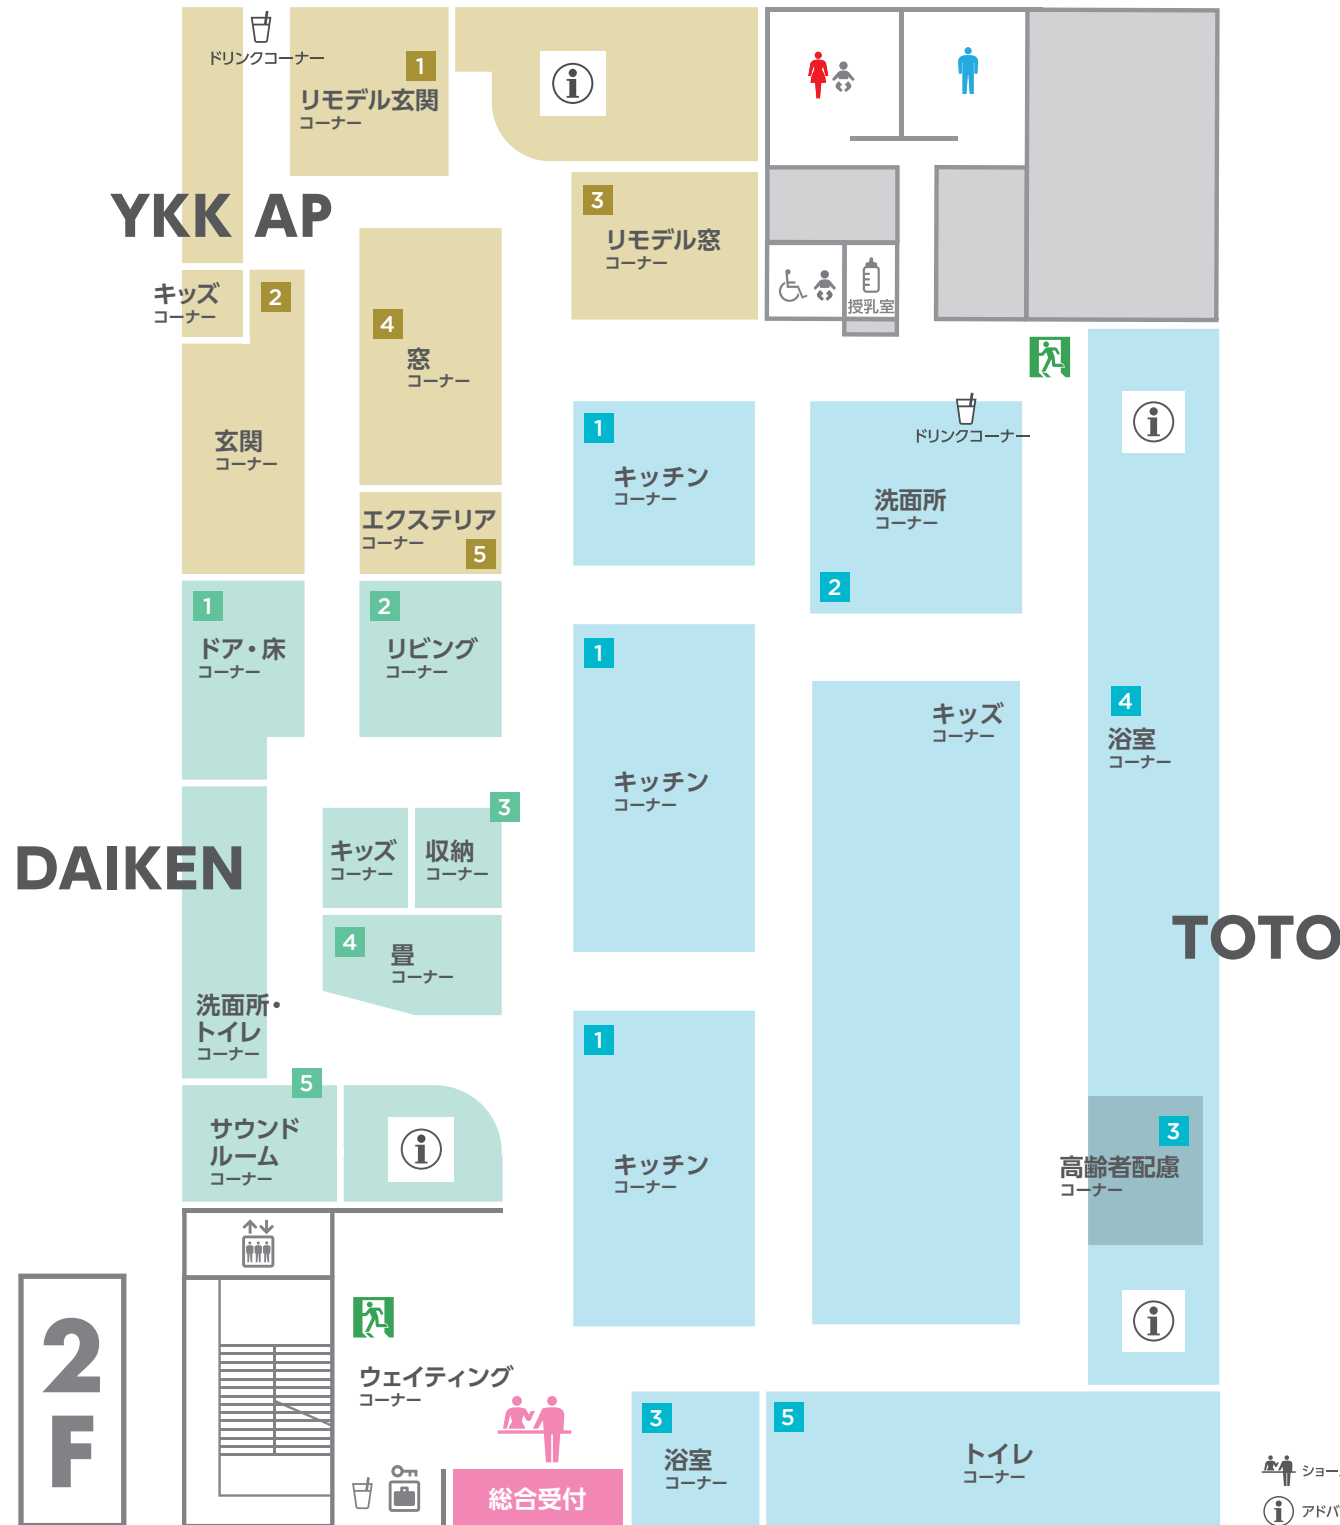 ドリンクコーナー
1
リモデル玄関
コーナー
YKK AP
3
リモデル窓
コーナー
キッズ
コーナー
2
4
窓
コーナー
授乳室
玄関
コーナー
1
キッチン
コーナー
ドリンクコーナー
洗面所
コーナー
2
エクステリア
コーナー
5
1
ドア・床
コーナー
2
リビング
コーナー
1
キッチン
コーナー
キッズ
コーナー
4
浴室
コーナー
DAIKEN
キッズ
コーナー
3
収納
コーナー
4
畳
コーナー
TOTO
洗面所・
トイレ
コーナー
1
キッチン
コーナー
5
サウンド
ルーム
コーナー
3
高齢者配慮
コーナー
2
F
ウェイティング
コーナー
総合受付
3
浴室
コーナー
5
トイレ
コーナー
ショー
アドバ